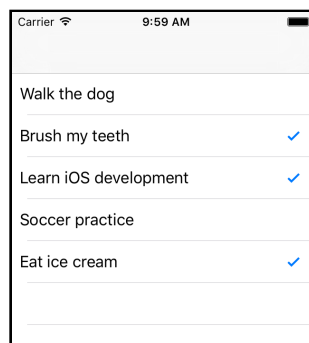 Carrier 9:59 AM
Walk the dog
Brush my teeth
Learn iOS development
Soccer practice
Eat ice cream